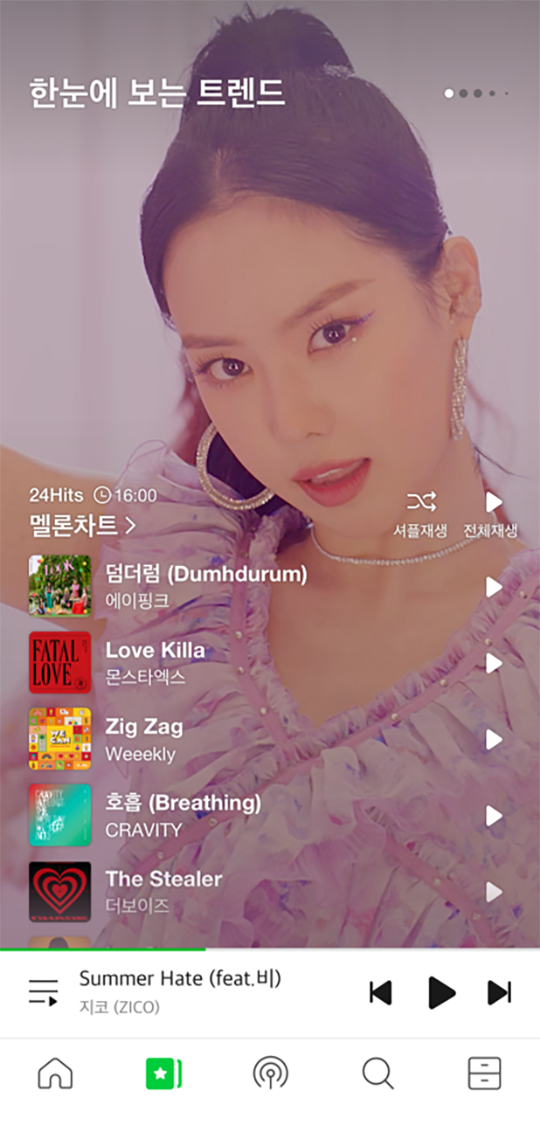 한눈에 보는 트렌드
24Hits 16:00
멜론차트
셔플재생 전체재생
덤더럼 (Dumhdurum)
에이핑크
FATAL
LOVE
Love Killa
몬스타엑스
Zig Zag
Weeekly
호흡 (Breathing)
CRAVITY
The Stealer
더보이즈
Summer Hate (feat.비)
지코 (ZICO)